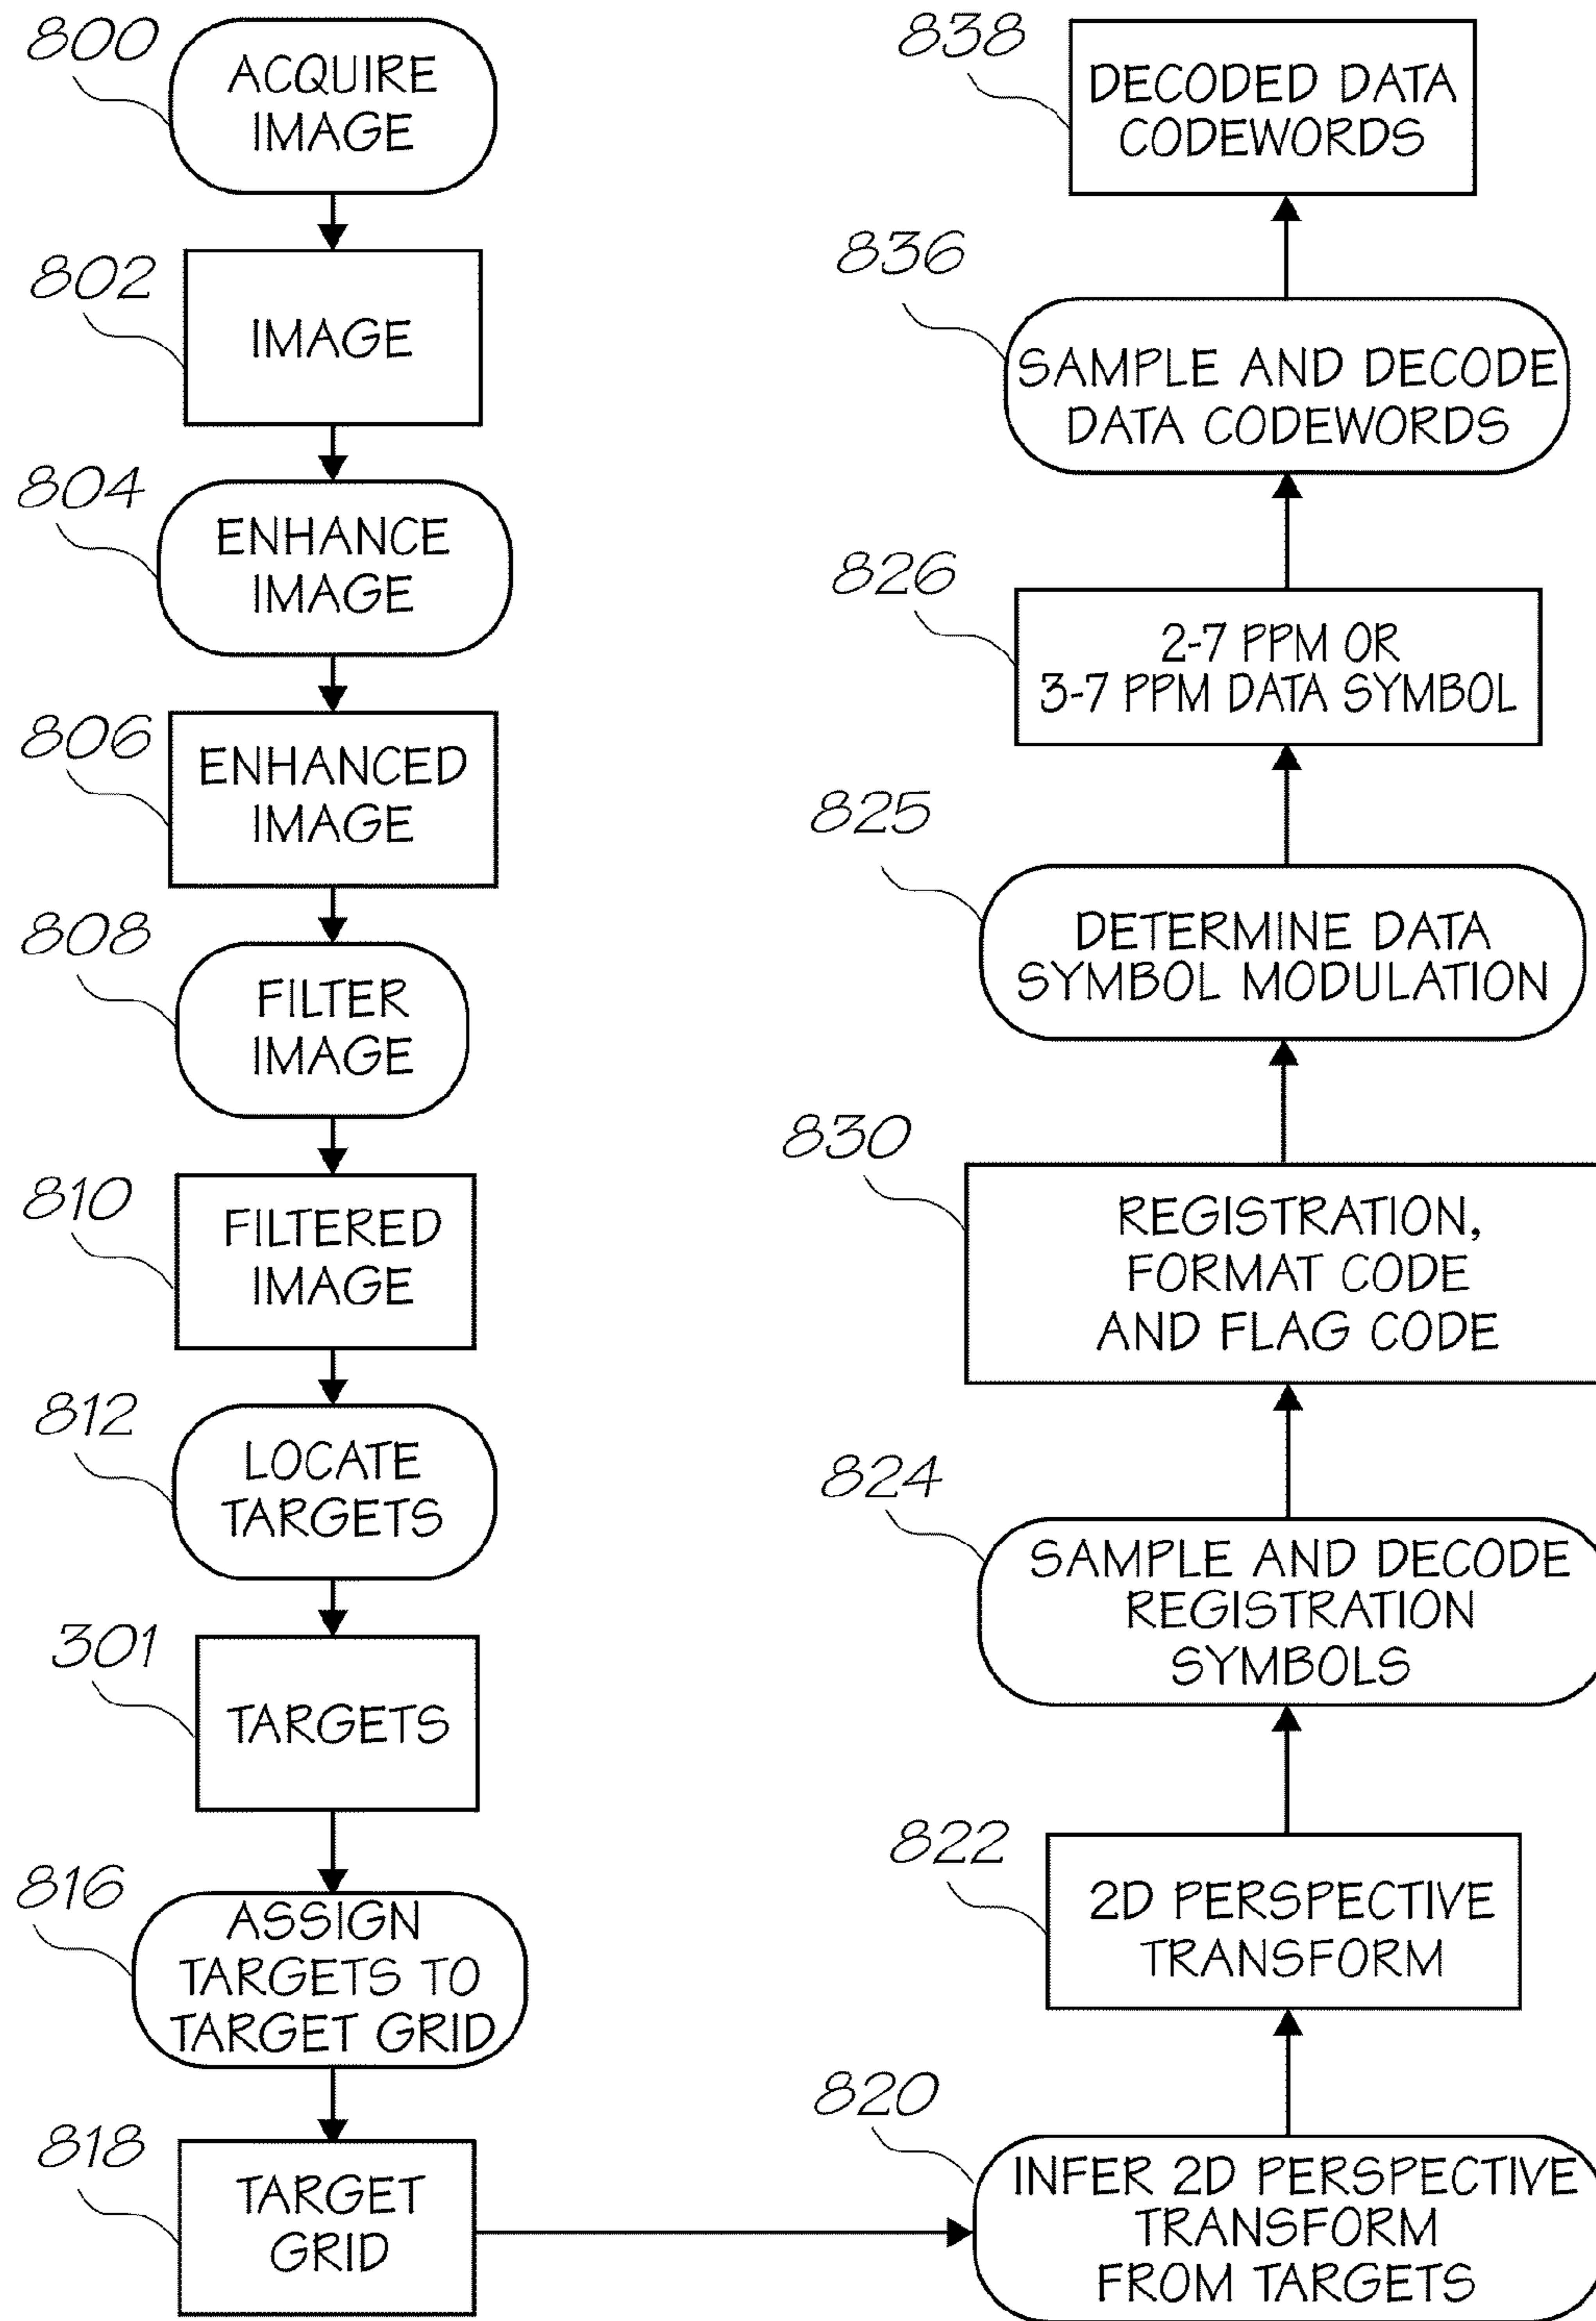 800
ACQUIRE
IMAGE
802
IMAGE
804
ENHANCE
IMAGE
806
ENHANCED
IMAGE
808
FILTER
IMAGE
810
FILTERED
IMAGE
812
LOCATE
TARGETS
301
TARGETS
816
ASSIGN
TARGETS TO
TARGET GRID
818
TARGET
GRID
820
INFER 2D PERSPECTIVE
TRANSFORM
FROM TARGETS
822
2D PERSPECTIVE
TRANSFORM
824
SAMPLE AND DECODE
REGISTRATION
SYMBOLS
830
REGISTRATION,
FORMAT CODE
AND FLAG CODE
825
DETERMINE DATA
SYMBOL MODULATION
826
2-7 PPM OR
3-7 PPM DATA SYMBOL
836
SAMPLE AND DECODE
DATA CODEWORDS
838
DECODED DATA
CODEWORDS